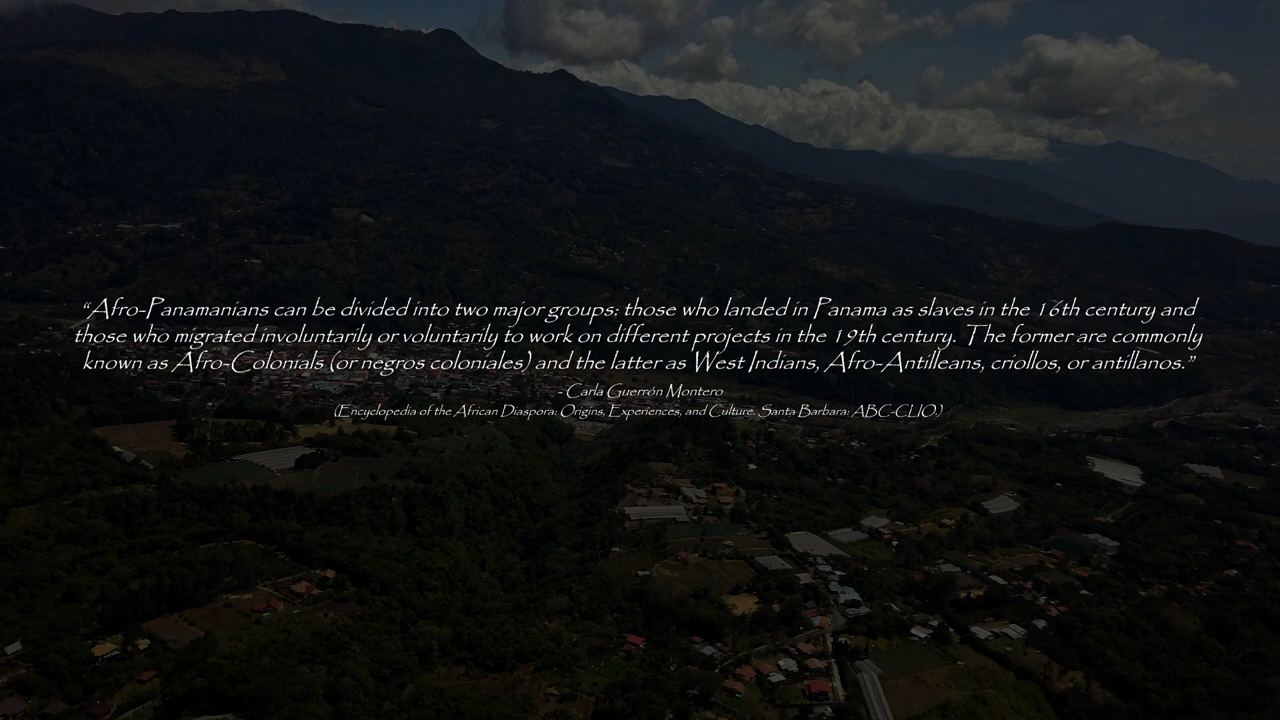 “Afro-Panamanians can be divided into two major groups: those who landed in Panama as slaves in the 16th century and
those who migrated involuntarily or voluntarily to work on different projects in the 19th century. The former are commonly
known as Afro-Colonials (or negros coloniales) and the latter as West Indians, Afro-Antilleans, criollos, or antillanos.”
- Carla Guerrón Montero
(Encyclopedia of the African Diaspora: Origins, Experiences, and Culture. Santa Barbara: ABC-CLIO.)